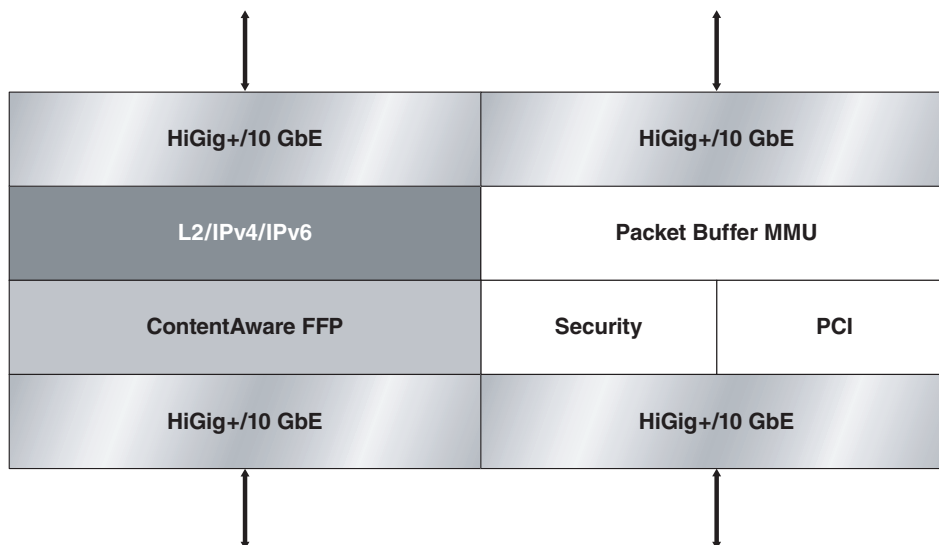 HiGig+/10 GbE
HiGig+/10 GbE
L2/IPv4/IPv6
Packet Buffer MMU
ContentAware FFP
Security
PCI
HiGig+/10 GbE
HiGig+/10 GbE